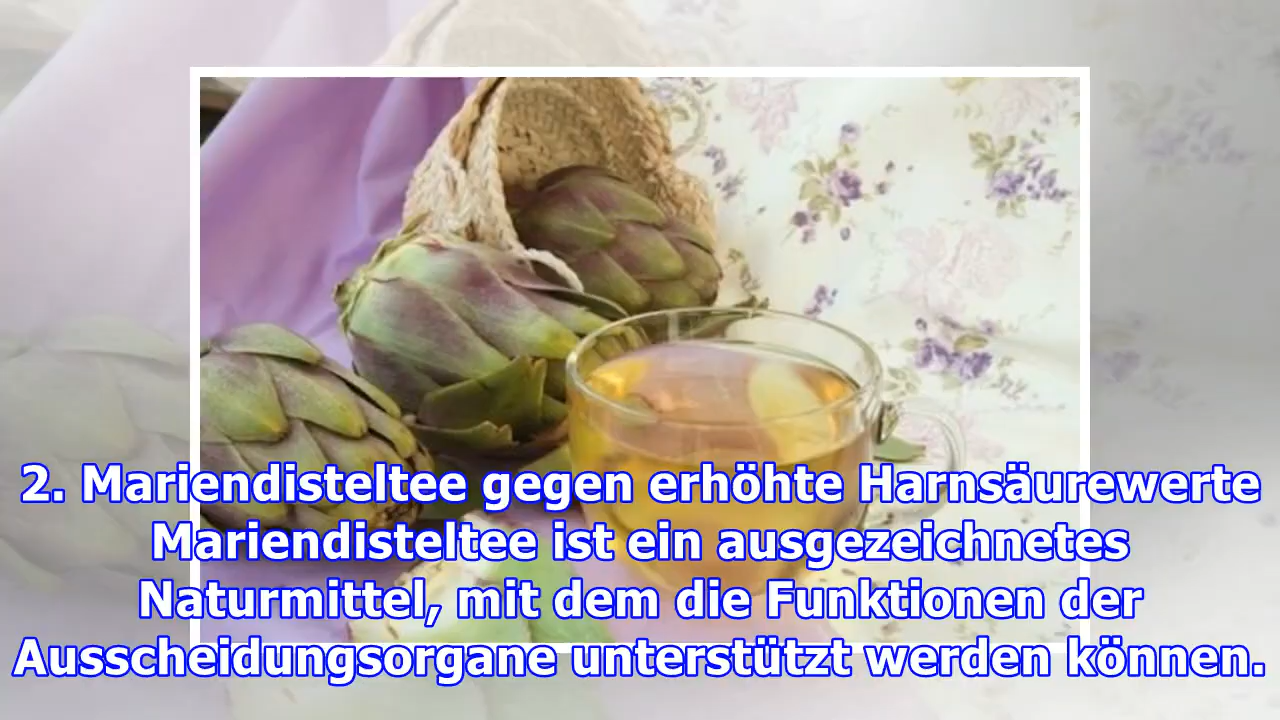 2. Mariendisteltee gegen erhöhte Harnsäurewerte
Mariendisteltee ist ein ausgezeichnetes
Naturmittel, mit dem die Funktionen der
Ausscheidungsorgane unterstützt werden können.